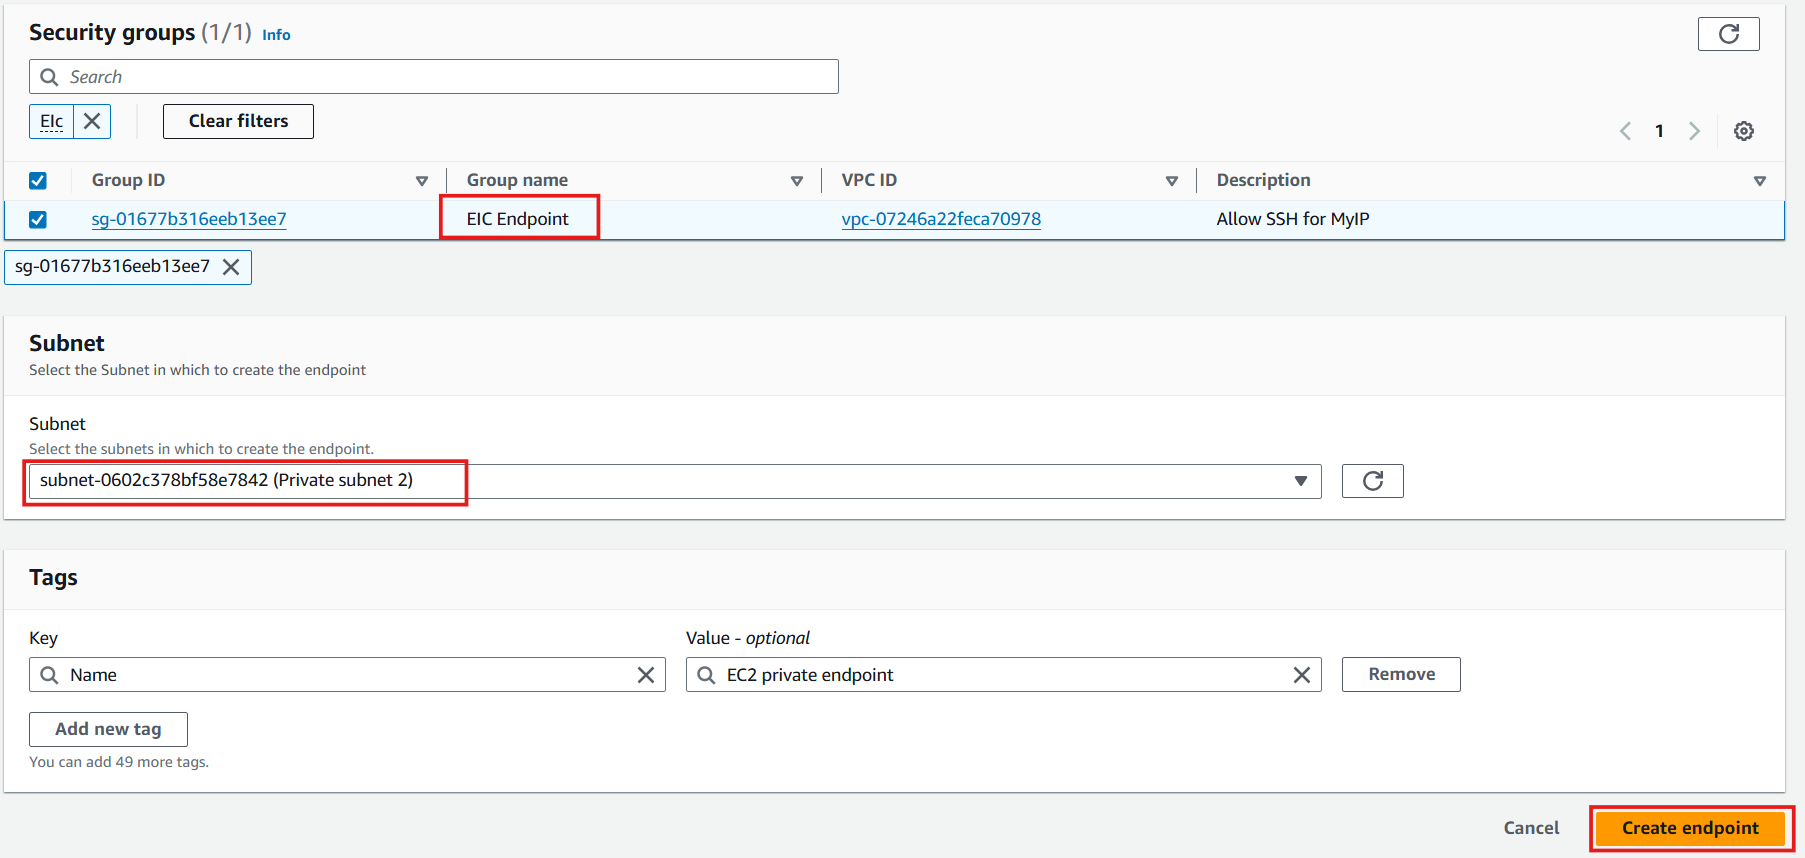 Security groups (1/1) Info
Search
EIc
Clear filters
1
Group ID Group name VPC ID Description
sg-01677b316eeb13ee7 EIC Endpoint vpc-07246a22feca70978 Allow SSH for MyIP
sg-01677b316eeb13ee7
Subnet
Select the Subnet in which to create the endpoint
Subnet
Select the subnets in which to create the endpoint.
subnet-0602c378bf58e7842 (Private subnet 2)
Tags
Key Value - optional
Name EC2 private endpoint Remove
Add new tag
You can add 49 more tags.
Cancel Create endpoint